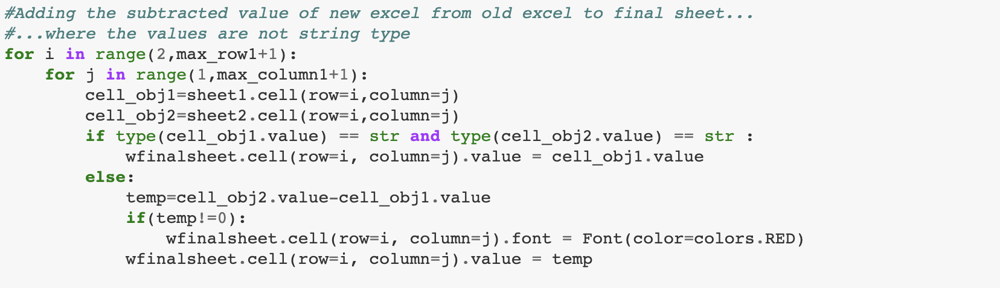 #Adding the subtracted value of new excel from old excel to final sheet...
#...where the values are not string type
for i in range(2,max_row1+1):
    for j in range(1,max_column1+1):
        cell_obj1=sheet1.cell(row=i,column=j)
        cell_obj2=sheet2.cell(row=i,column=j)
        if type(cell_obj1.value) == str and type(cell_obj2.value) == str :
            wfinalsheet.cell(row=i, column=j).value = cell_obj1.value
        else:
            temp=cell_obj2.value-cell_obj1.value
            if(temp!=0):
                wfinalsheet.cell(row=i, column=j).font = Font(color=colors.RED)
            wfinalsheet.cell(row=i, column=j).value = temp